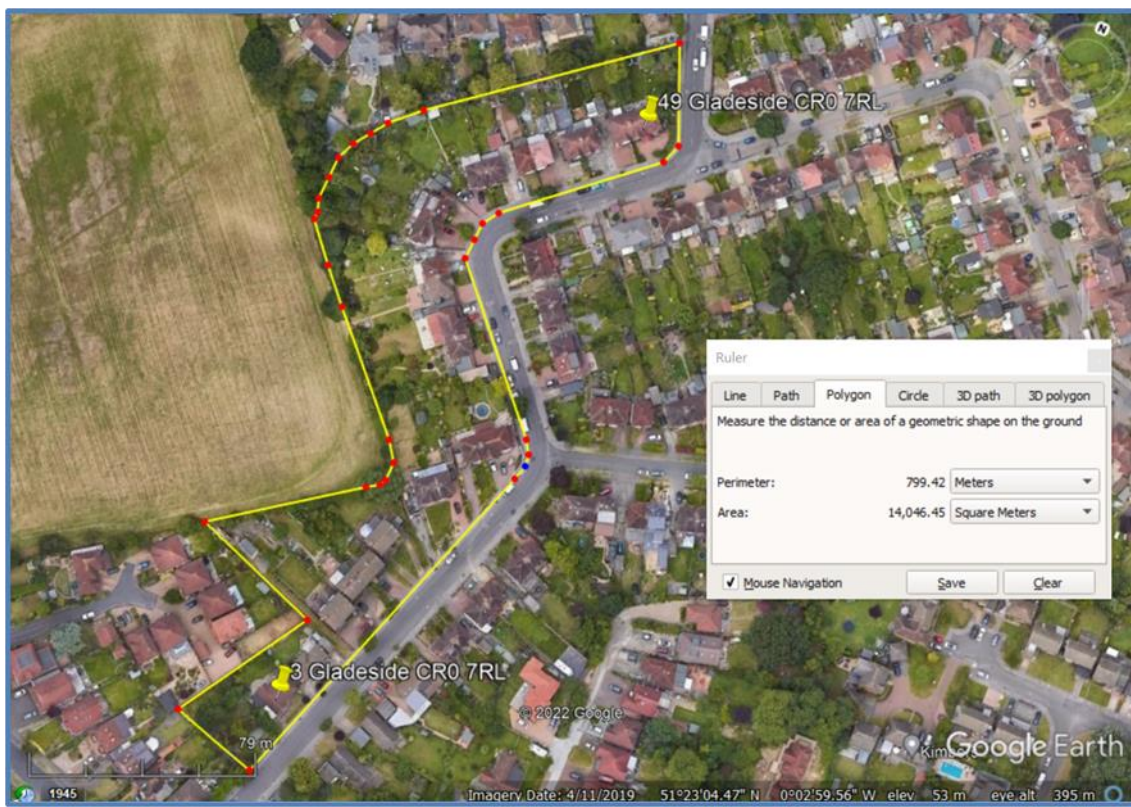 N
49 Gladeside CR0 7RL
Ruler
Line Path Polygon Circle 3D path 3D polygon
Measure the distance or area of a geometric shape on the ground
Perimeter: 799.42 Meters
Area: 14,046.45 Square Meters
Mouse Navigation Save Clear
3 Gladeside CR0 7RL
© 2022 Google
79 m
Google Earth
1945
Imagery Date: 4/11/2019 51°23'04.47" N 0°02'59.56" W elev 53 m eye alt 395 m